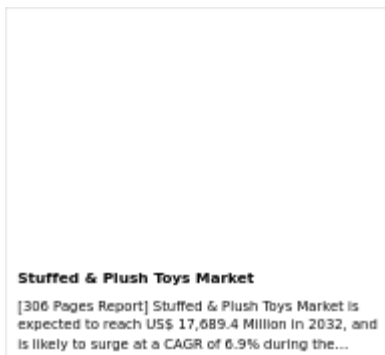 Stuffed & Plush Toys Market
[306 Pages Report] Stuffed & Plush Toys Market is
expected to reach US$ 17,689.4 Million in 2032, and
is likely to surge at a CAGR of 6.9% during the...